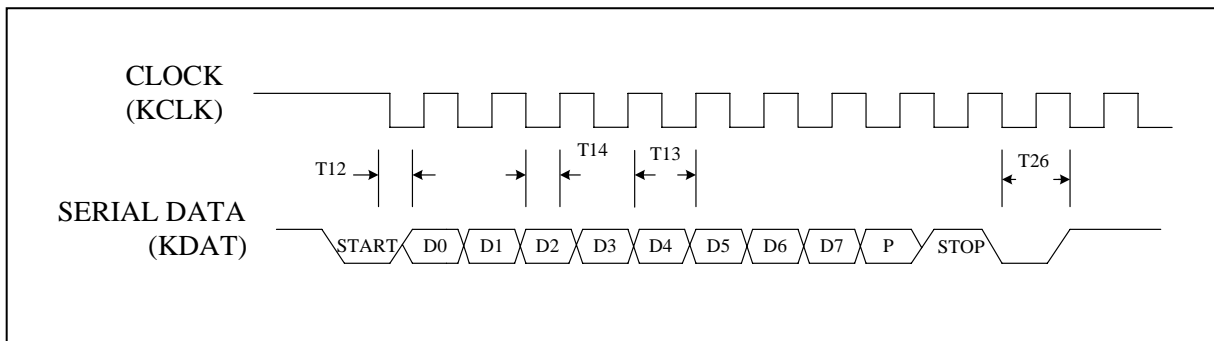 CLOCK
(KCLK)
T12
T14
T13
T26
SERIAL DATA
(KDAT)
START D0 D1 D2 D3 D4 D5 D6 D7 P STOP